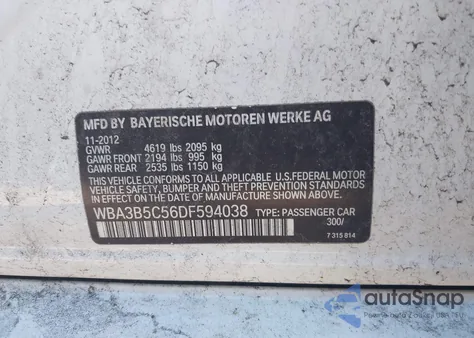 MFD BY BAYERISCHE MOTOREN WERKE AG
11-2012
GVWR 4619 lbs 2095 kg
GAWR FRONT 2194 lbs 995 kg
GAWR REAR 2535 lbs 1150 kg
THIS VEHICLE CONFORMS TO ALL APPLICABLE U.S.FEDERAL MOTOR
VEHICLE SAFETY, BUMPER, AND THEFT PREVENTION STANDARDS IN
EFFECT ON THE DATE OF MANUFACTURE SHOWN ABOVE.
WBA3B5C56DF594038 TYPE: PASSENGER CAR
300/
7 315 814
autoSnap